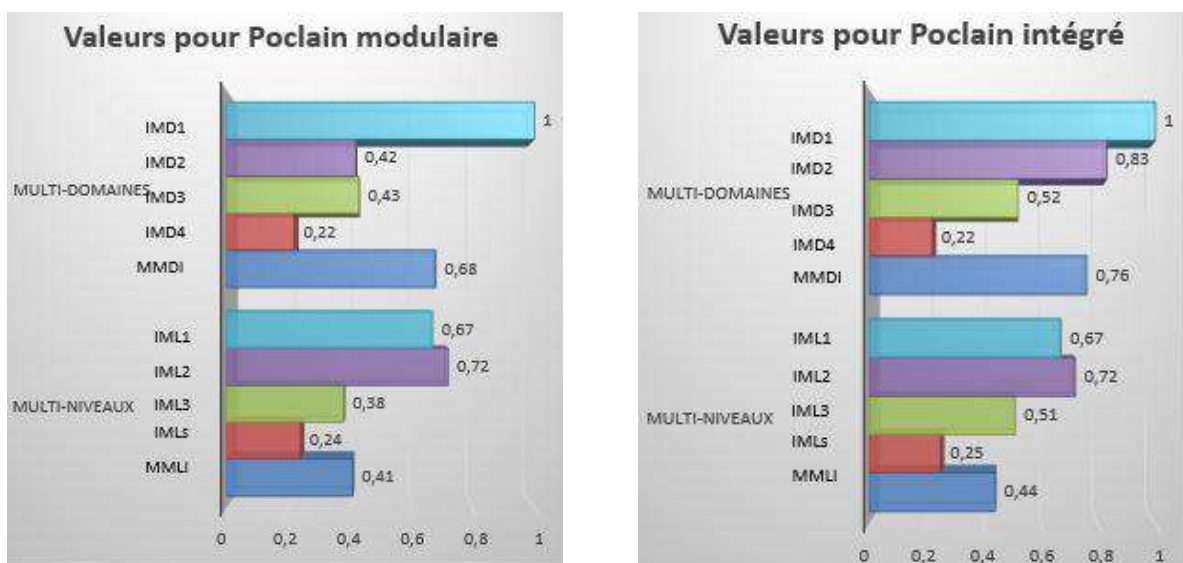 Valeurs pour Poclain modulaire
IMD1
1
IMD2
0,42
MULTI-DOMAINES
IMD3
0,43
IMD4
0,22
MMDI
0,68
IML1
0,67
IML2
0,72
MULTI-NIVEAUX
IML3
0,38
IMLs
0,24
MMLI
0,41
0 0,2 0,4 0,6 0,8 1
Valeurs pour Poclain intégré
IMD1
1
IMD2
0,83
MULTI-DOMAINES
IMD3
0,52
IMD4
0,22
MMDI
0,76
IML1
0,67
IML2
0,72
MULTI-NIVEAUX
IML3
0,51
IMLs
0,25
MMLI
0,44
0 0,2 0,4 0,6 0,8 1